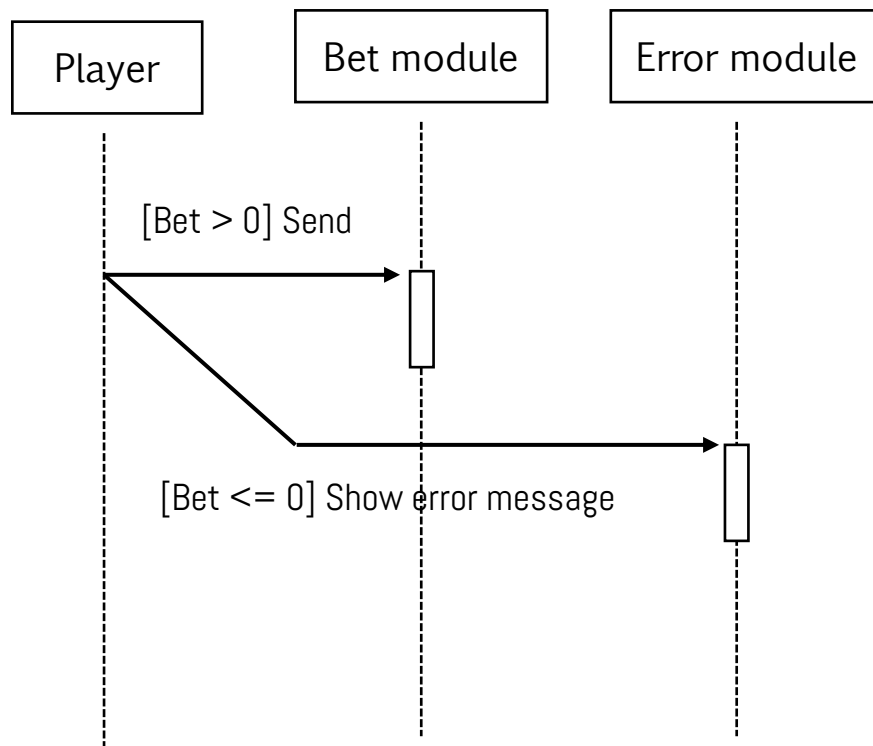 Player
Bet module
Error module
[Bet > 0] Send
[Bet <= 0] Show error message